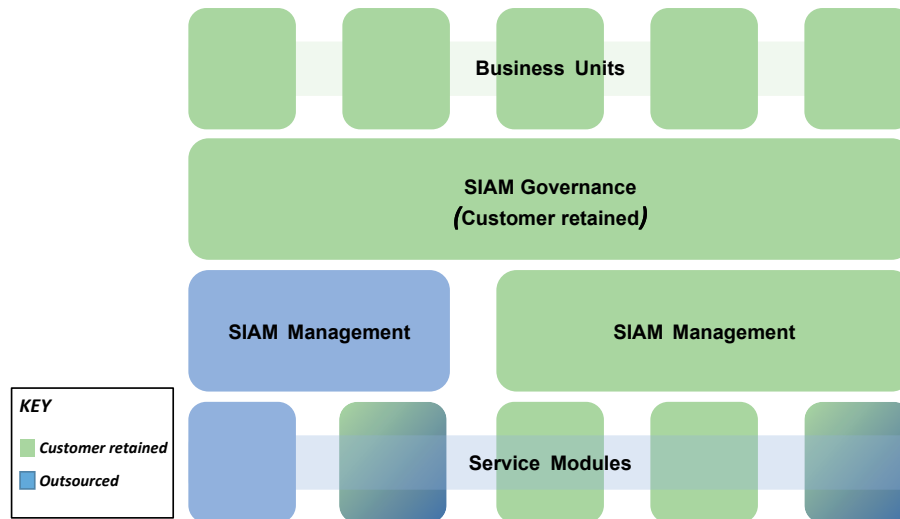 Business Units
SIAM Governance
(Customer retained)
SIAM Management
SIAM Management
KEY
Customer retained
Outsourced
Service Modules